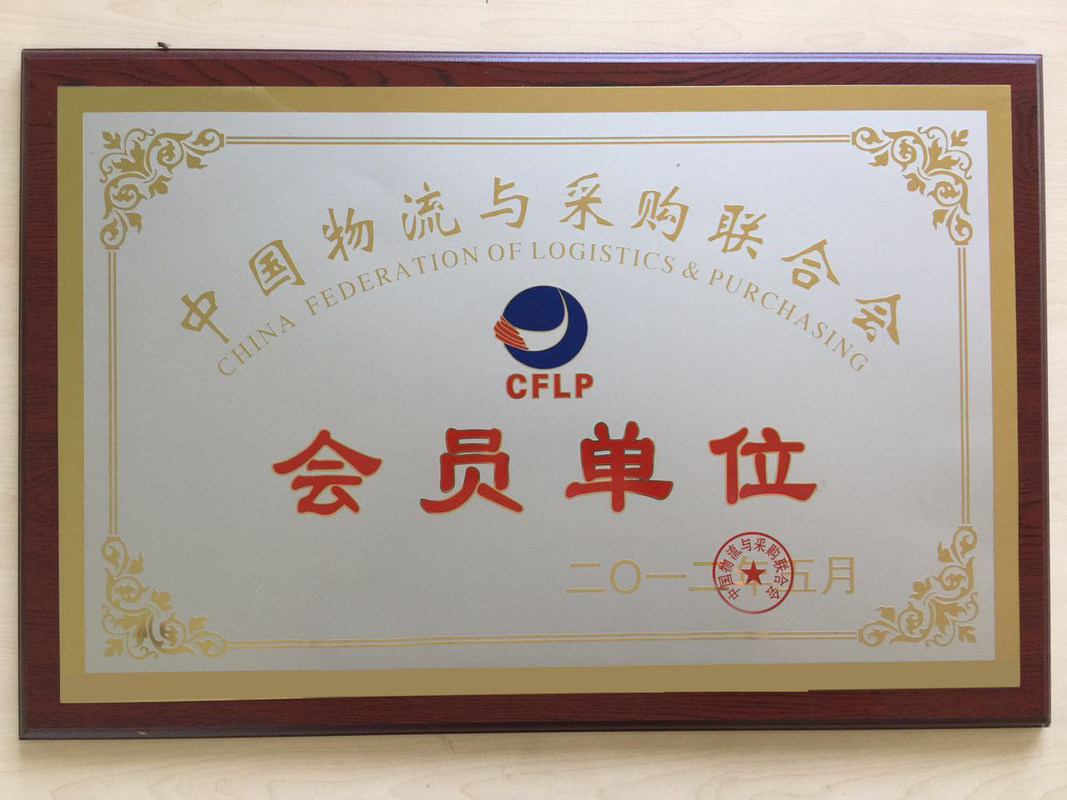 中国物流与采购联合会
CHINA FEDERATION OF LOGISTICS & PURCHASING
CFLP
会员单位
二〇一二年五月
中国物流与采购联合会